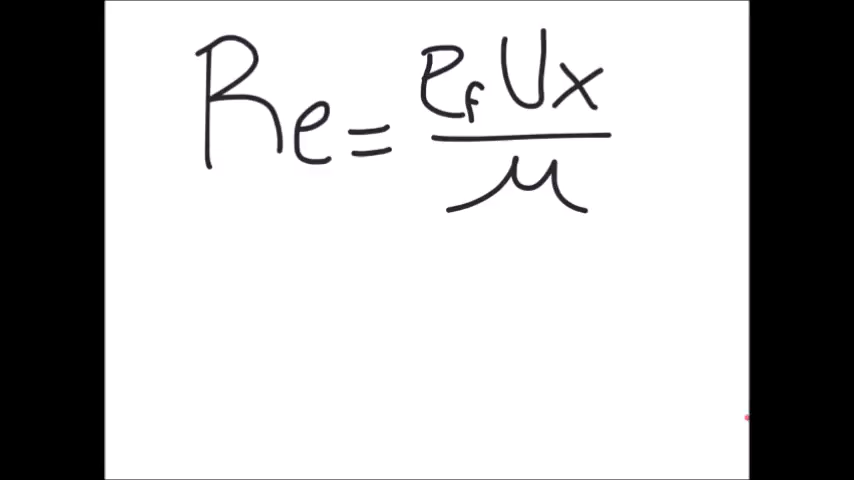 Re = ρ_f U x / μ